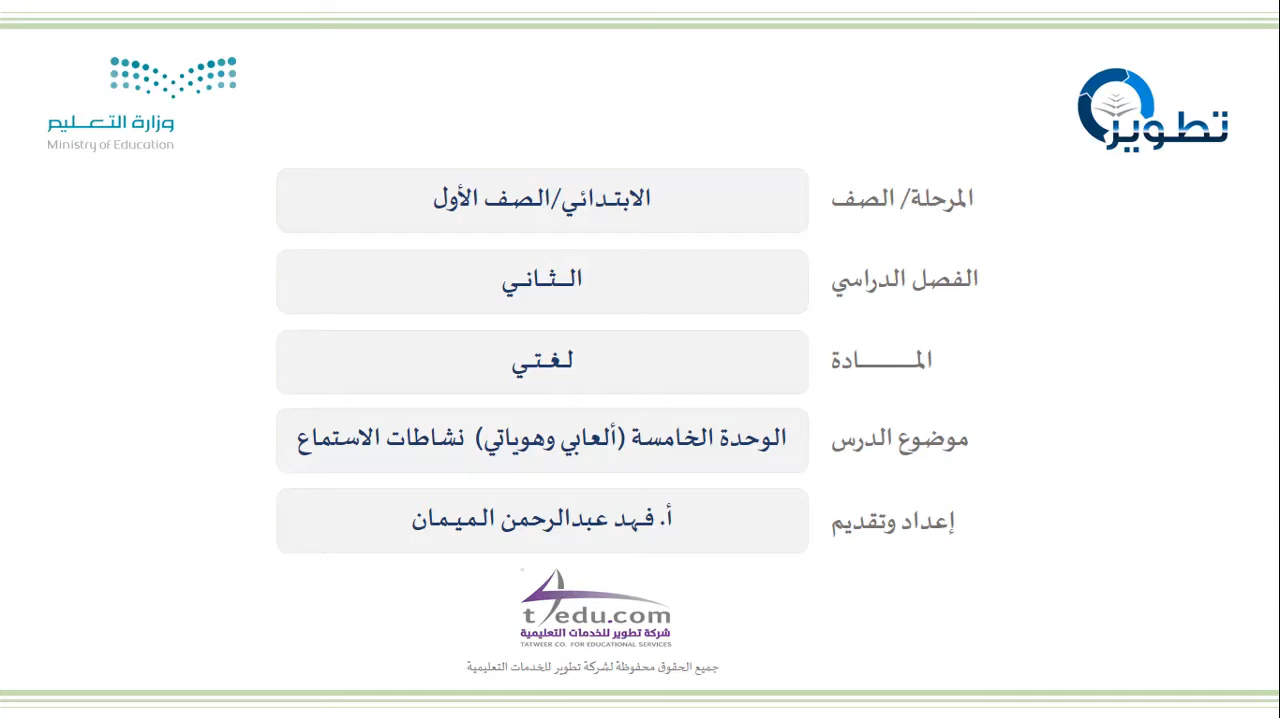 وزارة التعليم
Ministry of Education
تطوير
المرحلة/ الصف
الابتدائي/الصف الأول
الفصل الدراسي
الثاني
المادة
لغتي
موضوع الدرس
الوحدة الخامسة (ألعابي وهوياتي) نشاطات الاستماع
إعداد وتقديم
أ. فهد عبدالرحمن الميمان
t4edu.com
شركة تطوير للخدمات التعليمية
TATWEER CO. FOR EDUCATIONAL SERVICES
جميع الحقوق محفوظة لشركة تطوير للخدمات التعليمية